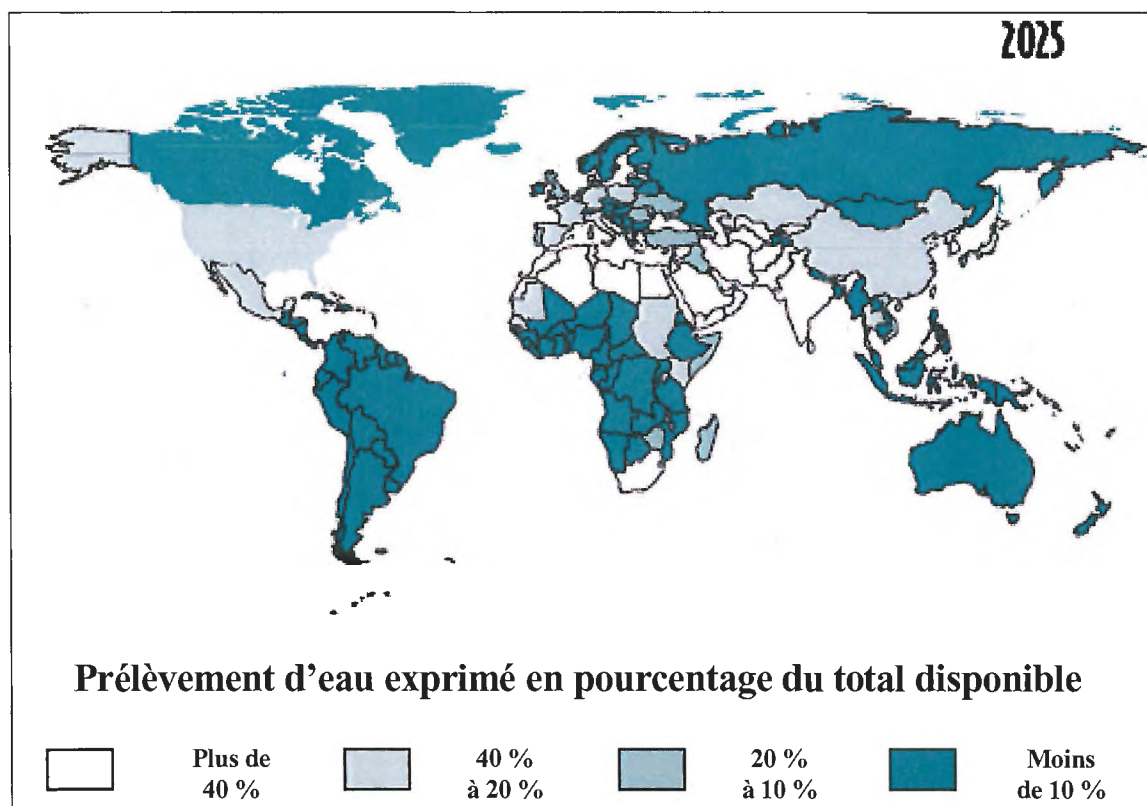 2025
Prélèvement d'eau exprimé en pourcentage du total disponible
Plus de
40 %
40 %
à 20 %
20 %
à 10 %
Moins
de 10 %